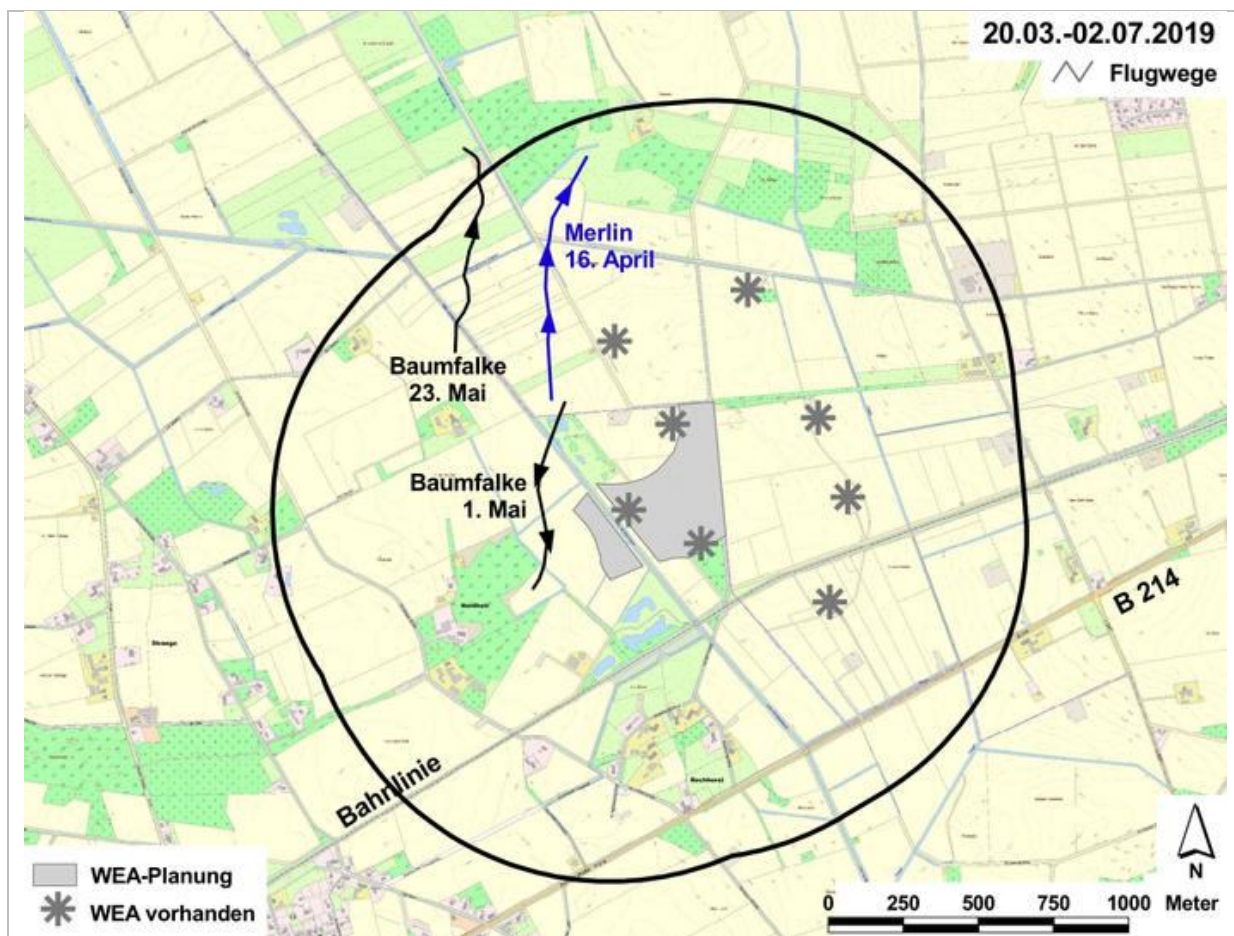 20.03.-02.07.2019
Flugwege
Merlin
16. April
Baumfalke
23. Mai
Baumfalke
1. Mai
B 214
Bahnlinie
WEA-Planung
WEA vorhanden
N
0 250 500 750 1000 Meter